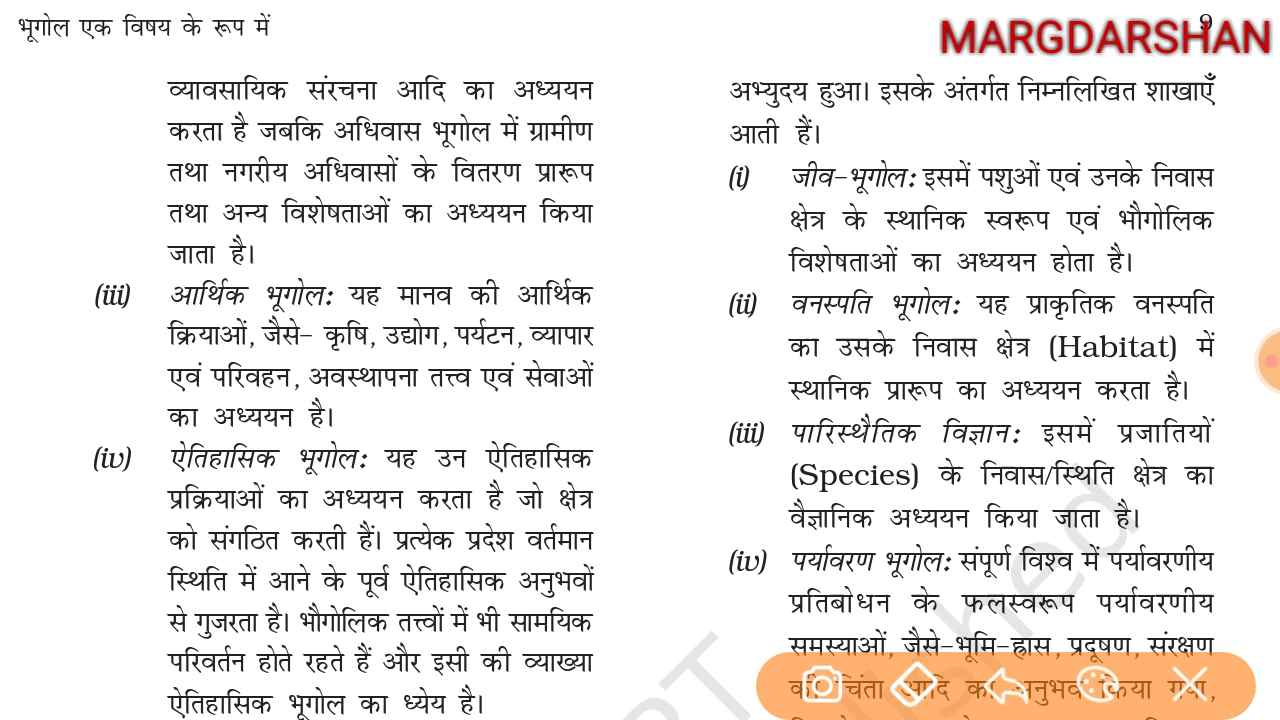 भूगोल एक विषय के रूप में
9
MARGDARSHAN
व्यावसायिक संरचना आदि का अध्ययन
करता है जबकि अधिवास भूगोल में ग्रामीण
तथा नगरीय अधिवासों के वितरण प्रारूप
तथा अन्य विशेषताओं का अध्ययन किया
जाता है।
(iii) आर्थिक भूगोल: यह मानव की आर्थिक
क्रियाओं, जैसे– कृषि, उद्योग, पर्यटन, व्यापार
एवं परिवहन, अवस्थापना तत्त्व एवं सेवाओं
का अध्ययन है।
(iv) ऐतिहासिक भूगोल: यह उन ऐतिहासिक
प्रक्रियाओं का अध्ययन करता है जो क्षेत्र
को संगठित करती हैं। प्रत्येक प्रदेश वर्तमान
स्थिति में आने के पूर्व ऐतिहासिक अनुभवों
से गुजरता है। भौगोलिक तत्त्वों में भी सामयिक
परिवर्तन होते रहते हैं और इसी की व्याख्या
ऐतिहासिक भूगोल का ध्येय है।
अभ्युदय हुआ। इसके अंतर्गत निम्नलिखित शाखाएँ
आती हैं।
(i) जीव–भूगोल: इसमें पशुओं एवं उनके निवास
क्षेत्र के स्थानिक स्वरूप एवं भौगोलिक
विशेषताओं का अध्ययन होता है।
(ii) वनस्पति भूगोल: यह प्राकृतिक वनस्पति
का उसके निवास क्षेत्र (Habitat) में
स्थानिक प्रारूप का अध्ययन करता है।
(iii) पारिस्थैतिक विज्ञान: इसमें प्रजातियों
(Species) के निवास/स्थिति क्षेत्र का
वैज्ञानिक अध्ययन किया जाता है।
(iv) पर्यावरण भूगोल: संपूर्ण विश्व में पर्यावरणीय
प्रतिबोधन के फलस्वरूप पर्यावरणीय
समस्याओं, जैसे–भूमि–ह्रास, प्रदूषण, संरक्षण
की चिंता आदि का अनुभव किया गया,